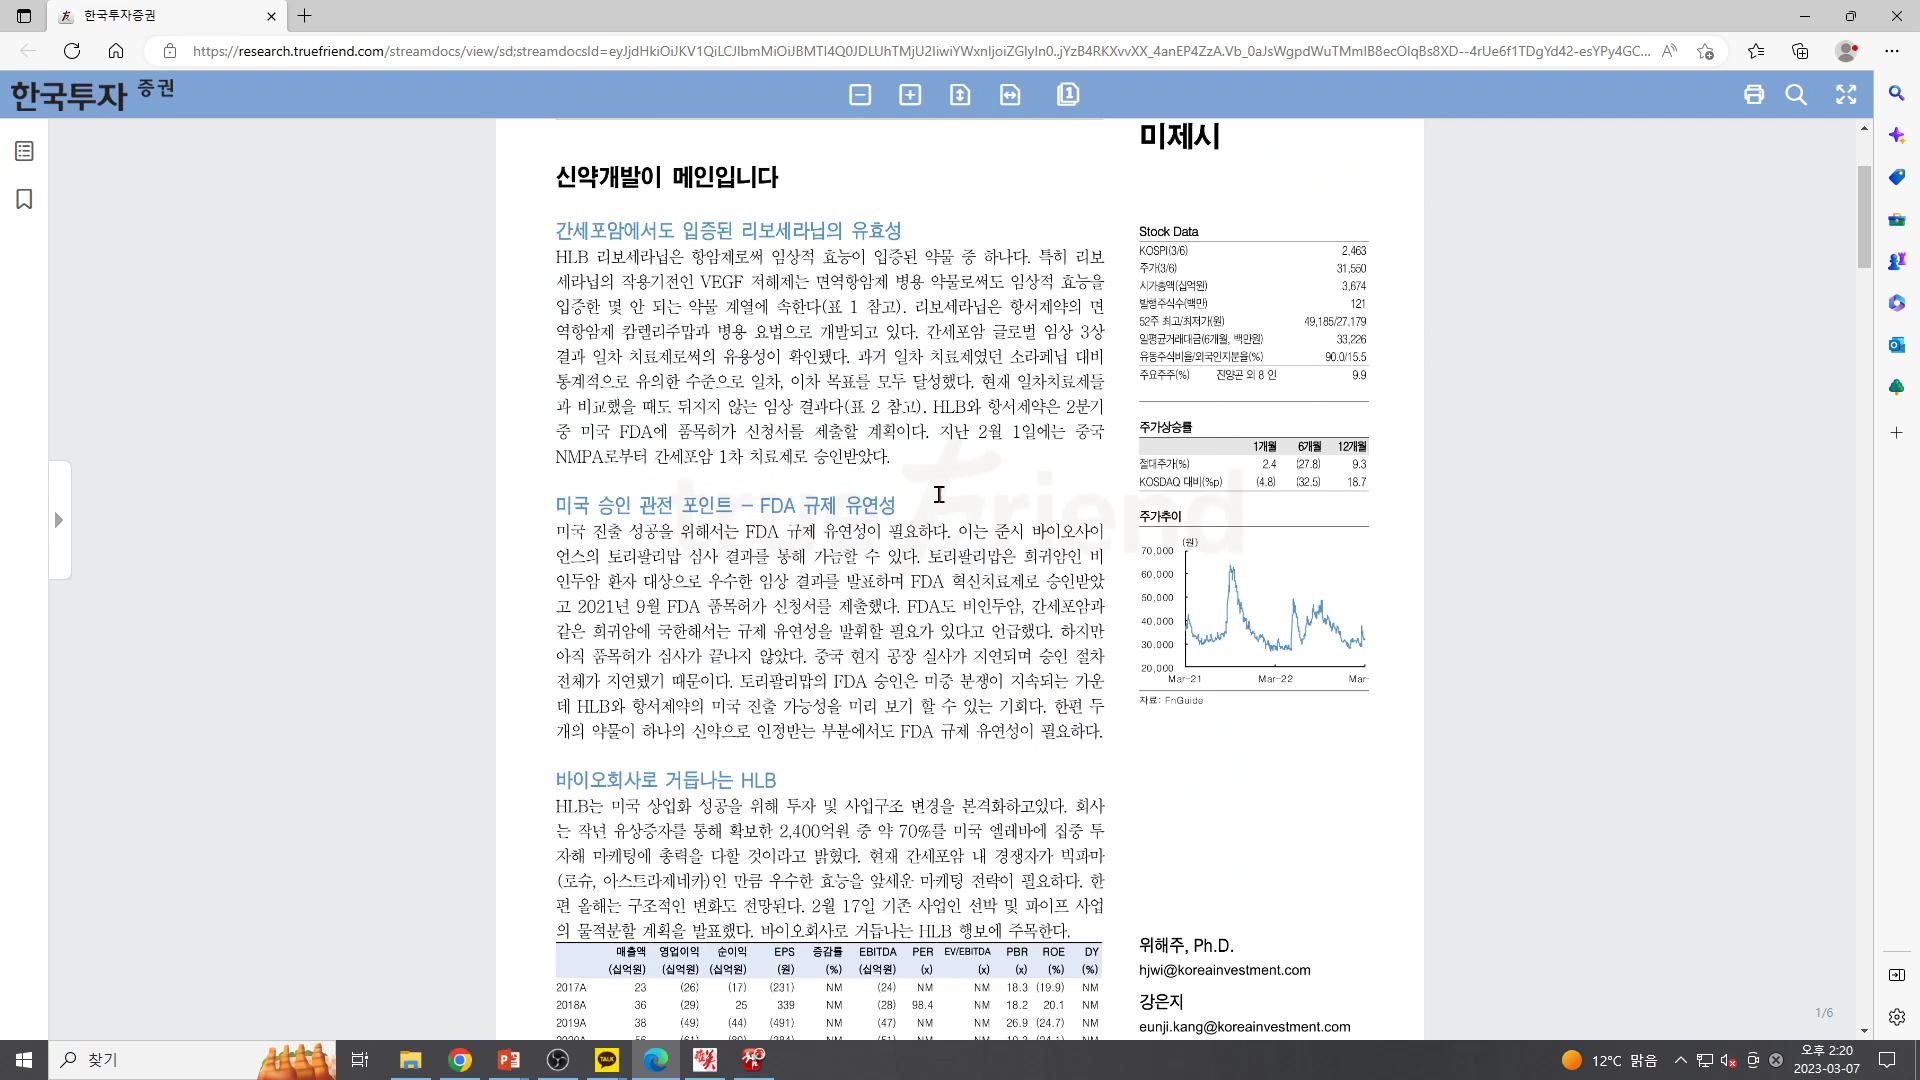 한국투자증권
https://research.truefriend.com/streamdocs/view/sd;streamdocsId=eyJjdHkiOiJKV1QiLCJlbmMiOiJBMTI4Q0JDLUhTMjU2IiwiYWxnIjoiZGlyIn0..jYzB4RKXvvXX_4anEP4ZzA.Vb_0aJsWgpdWuTMmIB8ecOIqBs8XD--4rUe6f1TDgYd42-esYPy4GC...
한국투자 증권
미제시
신약개발이 메인입니다
간세포암에서도 입증된 리보세라닙의 유효성
HLB 리보세라닙은 항암제로써 임상적 효능이 입증된 약물 중 하나다. 특히 리보
세라닙의 작용기전인 VEGF 저해제는 면역항암제 병용 약물로써도 임상적 효능을
입증한 몇 안 되는 약물 계열에 속한다(표 1 참고). 리보세라닙은 항서제약의 면
역항암제 캄렐리주맙과 병용 요법으로 개발되고 있다. 간세포암 글로벌 임상 3상
결과 일차 치료제로써의 유용성이 확인됐다. 과거 일차 치료제였던 소라페닙 대비
통계적으로 유의한 수준으로 일차, 이차 목표를 모두 달성했다. 현재 일차치료제들
과 비교했을 때도 뒤지지 않는 임상 결과다(표 2 참고). HLB와 항서제약은 2분기
중 미국 FDA에 품목허가 신청서를 제출할 계획이다. 지난 2월 1일에는 중국
NMPA로부터 간세포암 1차 치료제로 승인받았다.
미국 승인 관전 포인트 – FDA 규제 유연성
미국 진출 성공을 위해서는 FDA 규제 유연성이 필요하다. 이는 준시 바이오사이
언스의 토리팔리맙 심사 결과를 통해 가늠할 수 있다. 토리팔리맙은 희귀암인 비
인두암 환자 대상으로 우수한 임상 결과를 발표하며 FDA 혁신치료제로 승인받았
고 2021년 9월 FDA 품목허가 신청서를 제출했다. FDA도 비인두암, 간세포암과
같은 희귀암에 국한해서는 규제 유연성을 발휘할 필요가 있다고 언급했다. 하지만
아직 품목허가 심사가 끝나지 않았다. 중국 현지 공장 실사가 지연되며 승인 절차
전체가 지연됐기 때문이다. 토리팔리맙의 FDA 승인은 미중 분쟁이 지속되는 가운
데 HLB와 항서제약의 미국 진출 가능성을 미리 보기 할 수 있는 기회다. 한편 두
개의 약물이 하나의 신약으로 인정받는 부분에서도 FDA 규제 유연성이 필요하다.
바이오회사로 거듭나는 HLB
HLB는 미국 상업화 성공을 위해 투자 및 사업구조 변경을 본격화하고있다. 회사
는 작년 유상증자를 통해 확보한 2,400억원 중 약 70%를 미국 엘레바에 집중 투
자해 마케팅에 총력을 다할 것이라고 밝혔다. 현재 간세포암 내 경쟁자가 빅파마
(로슈, 아스트라제네카)인 만큼 우수한 효능을 앞세운 마케팅 전략이 필요하다. 한
편 올해는 구조적인 변화도 전망된다. 2월 17일 기존 사업인 선박 및 파이프 사업
의 물적분할 계획을 발표했다. 바이오회사로 거듭나는 HLB 행보에 주목한다.
매출액 영업이익 순이익 EPS 증감률 EBITDA PER EV/EBITDA PBR ROE DY
(십억원) (십억원) (십억원) (원) (%) (십억원) (x) (x) (x) (%) (%)
2017A 23 (26) (17) (231) NM (24) NM NM 18.3 (19.9) NM
2018A 36 (29) 25 339 NM (28) 98.4 NM 18.2 20.1 NM
2019A 38 (49) (44) (491) NM (47) NM NM 26.9 (24.7) NM
Stock Data
KOSPI(3/6) 2,463
주가(3/6) 31,550
시가총액(십억원) 3,674
발행주식수(백만) 121
52주 최고/최저가(원) 49,185/27,179
일평균거래대금(6개월, 백만원) 33,226
유동주식비율/외국인지분율(%) 90.0/15.5
주요주주(%) 진양곤 외 8 인 9.9
주가상승률
1개월 6개월 12개월
절대주가(%) 2.4 (27.8) 9.3
KOSDAQ 대비(%p) (4.8) (32.5) 18.7
주가추이
(원)
70,000
60,000
50,000
40,000
30,000
20,000
Mar-21 Mar-22 Mar-
자료: FnGuide
위해주, Ph.D.
hjwi@koreainvestment.com
강은지
eunji.kang@koreainvestment.com
1/6
찾기
TALK
12°C 맑음
오후 2:20
2023-03-07